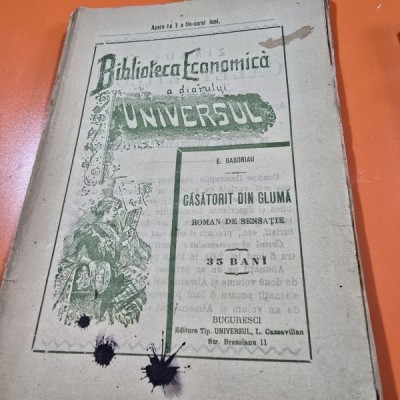 Apare la 1 a fie-carei luni.
Biblioteca Economică
a diarului
UNIVERSUL
E. GABORIAU
CĂSĂTORIT DIN GLUMĂ
ROMAN DE SENSAȚIE
35 BANI
BUCURESCI
Editura Tip. UNIVERSUL, L. Cazzavillan
Str. Brezoianu 11